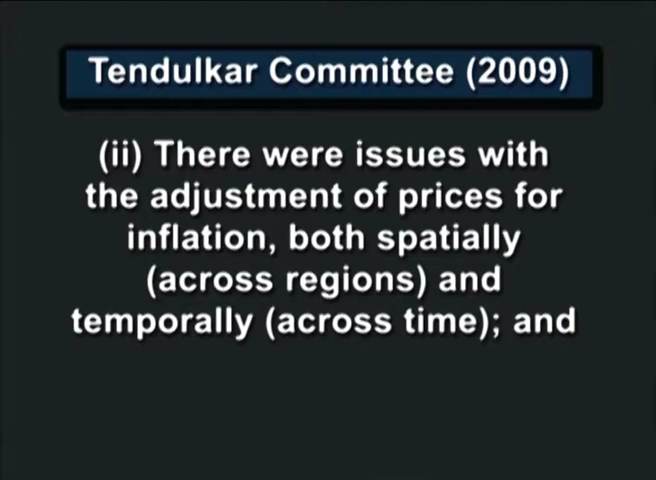 Tendulkar Committee (2009)
(ii) There were issues with
the adjustment of prices for
inflation, both spatially
(across regions) and
temporally (across time); and